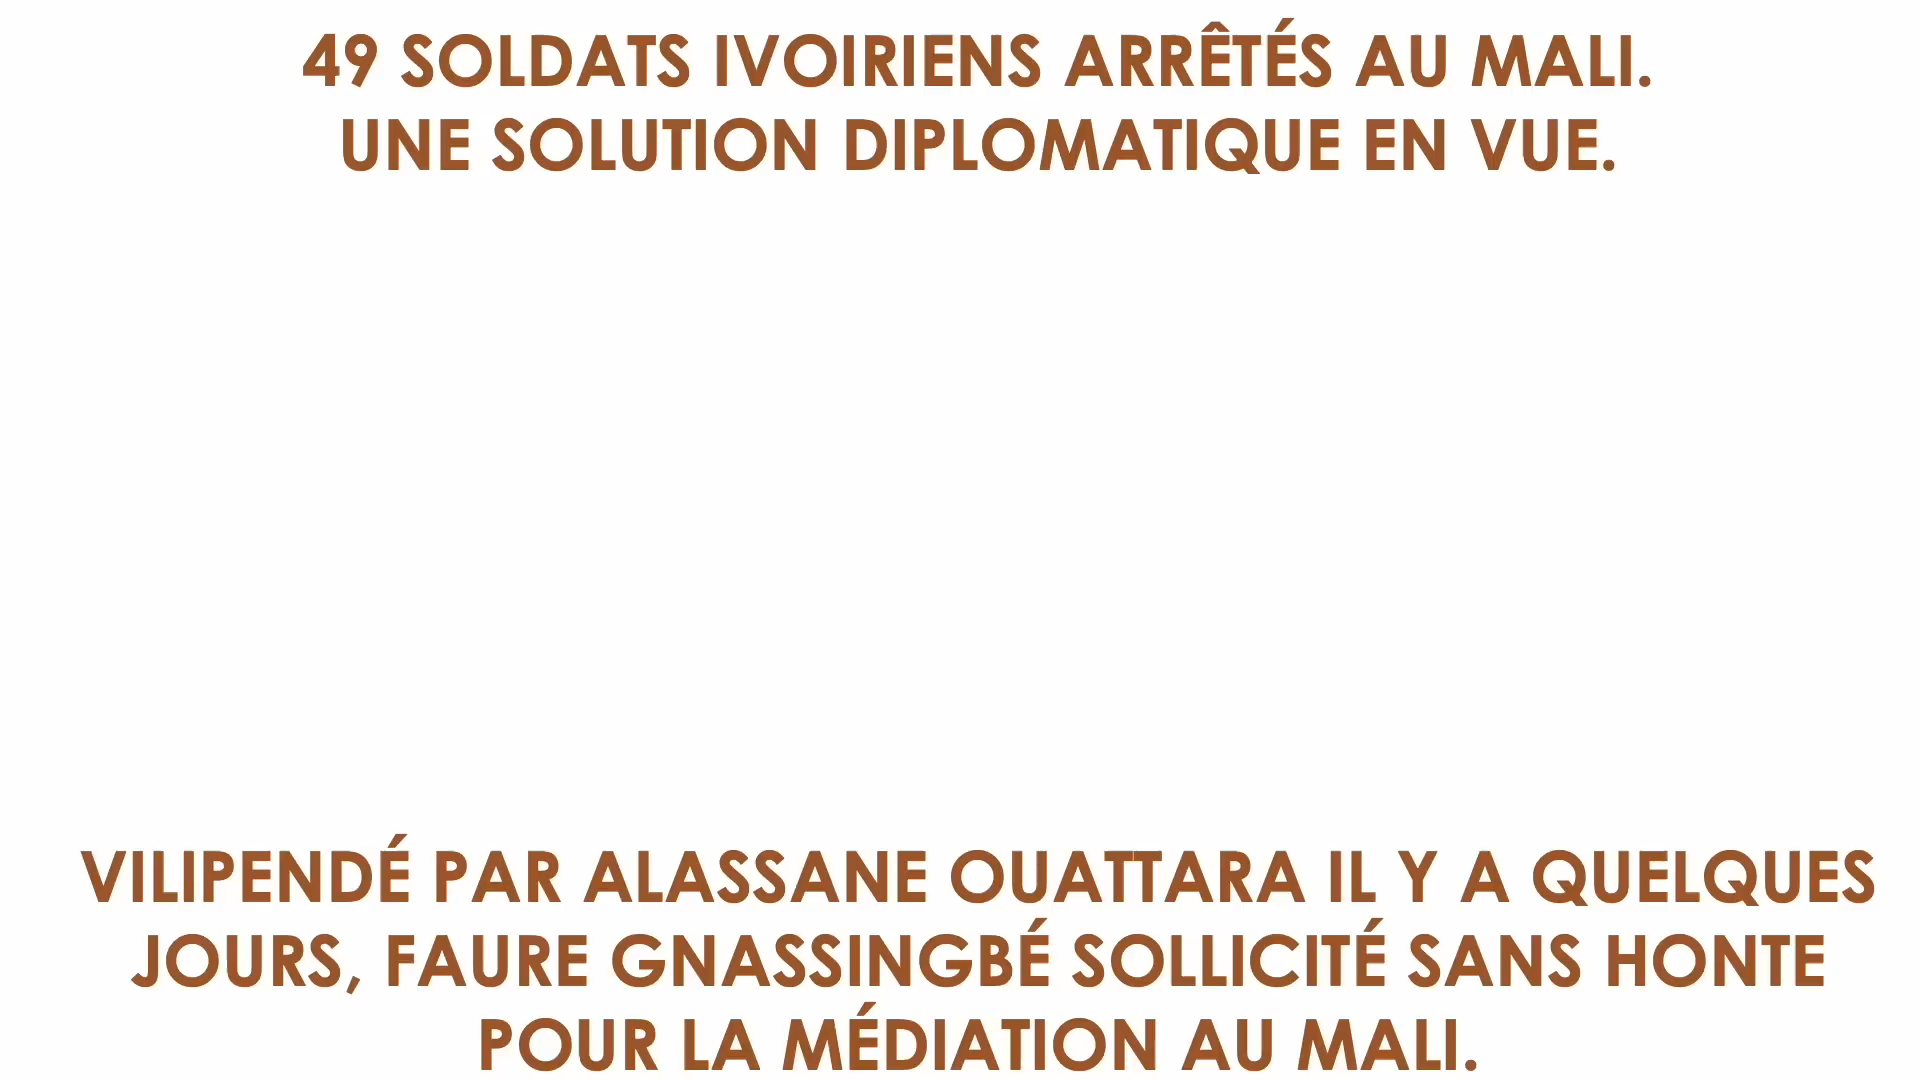 49 SOLDATS IVOIRIENS ARRÊTÉS AU MALI.
UNE SOLUTION DIPLOMATIQUE EN VUE.
VILIPENDÉ PAR ALASSANE OUATTARA IL Y A QUELQUES
JOURS, FAURE GNASSINGBÉ SOLLICITÉ SANS HONTE
POUR LA MÉDIATION AU MALI.